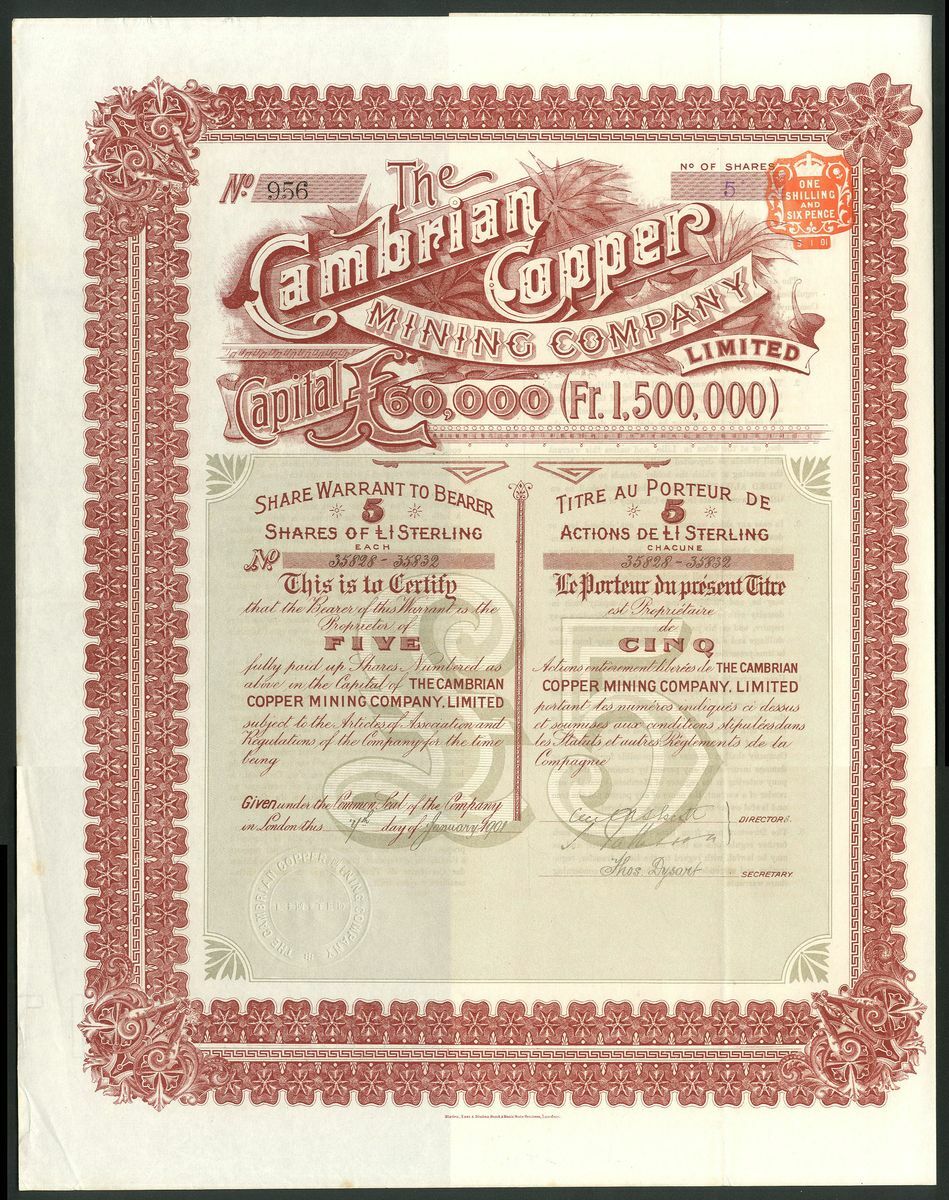 No. 956
The
Cambrian
Copper
MINING COMPANY
LIMITED
No OF SHARES
5
ONE
SHILLING
AND
SIX PENCE
5 1 01
Capital £60,000 (Fr. 1,500,000)
SHARE WARRANT TO BEARER
5
SHARES OF £1 STERLING
EACH
No 35828 - 35832
This is to Certify
that the Bearer of this Warrant is the
Proprietor of
FIVE
fully paid up Shares Numbered as
above in the Capital of THE CAMBRIAN
COPPER MINING COMPANY, LIMITED
subject to the Articles of Association and
Regulations of the Company for the time
being
Given under the Common Seal of the Company
in London this 7th day of January 1901
THE CAMBRIAN COPPER MINING COMPANY
LIMITED
TITRE AU PORTEUR DE
5
ACTIONS DE £1 STERLING
CHACUNE
35828 - 35832
Le Porteur du présent Titre
est Propriétaire
de
CINQ
Actions entièrement libérées de THE CAMBRIAN
COPPER MINING COMPANY, LIMITED
portant les numéros indiqués ci dessus
et soumises aux conditions stipulées dans
les Statuts et autres Règlements de la
Compagnie
DIRECTORS.
Thos. Dysart SECRETARY
£5